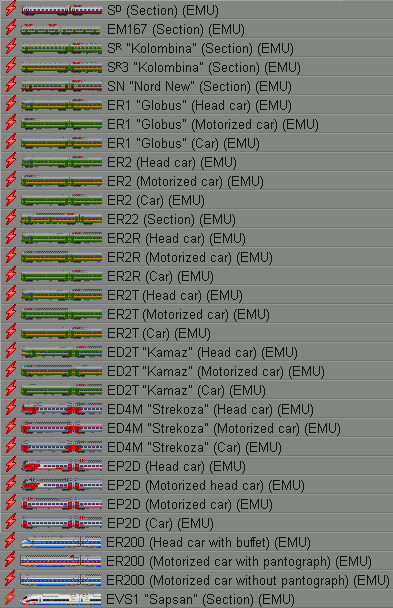 Sᴰ (Section) (EMU)
EM167 (Section) (EMU)
Sᴿ "Kolombina" (Section) (EMU)
Sᴿ3 "Kolombina" (Section) (EMU)
SN "Nord New" (Section) (EMU)
ER1 "Globus" (Head car) (EMU)
ER1 "Globus" (Motorized car) (EMU)
ER1 "Globus" (Car) (EMU)
ER2 (Head car) (EMU)
ER2 (Motorized car) (EMU)
ER2 (Car) (EMU)
ER22 (Section) (EMU)
ER2R (Head car) (EMU)
ER2R (Motorized car) (EMU)
ER2R (Car) (EMU)
ER2T (Head car) (EMU)
ER2T (Motorized car) (EMU)
ER2T (Car) (EMU)
ED2T "Kamaz" (Head car) (EMU)
ED2T "Kamaz" (Motorized car) (EMU)
ED2T "Kamaz" (Car) (EMU)
ED4M "Strekoza" (Head car) (EMU)
ED4M "Strekoza" (Motorized car) (EMU)
ED4M "Strekoza" (Car) (EMU)
EP2D (Head car) (EMU)
EP2D (Motorized head car) (EMU)
EP2D (Motorized car) (EMU)
EP2D (Car) (EMU)
ER200 (Head car with buffet) (EMU)
ER200 (Motorized car with pantograph) (EMU)
ER200 (Motorized car without pantograph) (EMU)
EVS1 "Sapsan" (Section) (EMU)